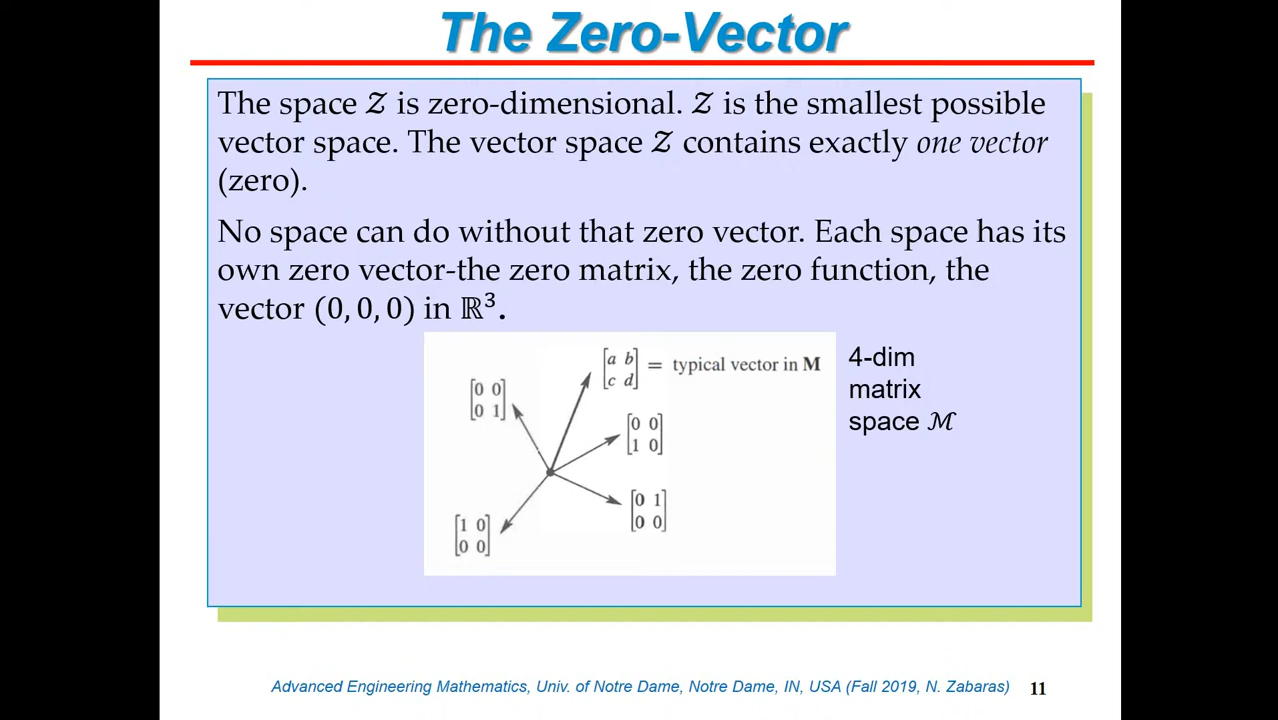 The Zero-Vector
The space 𝒵 is zero-dimensional. 𝒵 is the smallest possible
vector space. The vector space 𝒵 contains exactly one vector
(zero).
No space can do without that zero vector. Each space has its
own zero vector-the zero matrix, the zero function, the
vector (0, 0, 0) in ℝ³.
[a b] = typical vector in M
[c d]
4-dim
matrix
space ℳ
[0 0]
[0 1]
[0 0]
[1 0]
[0 1]
[0 0]
[1 0]
[0 0]
Advanced Engineering Mathematics, Univ. of Notre Dame, Notre Dame, IN, USA (Fall 2019, N. Zabaras) 11